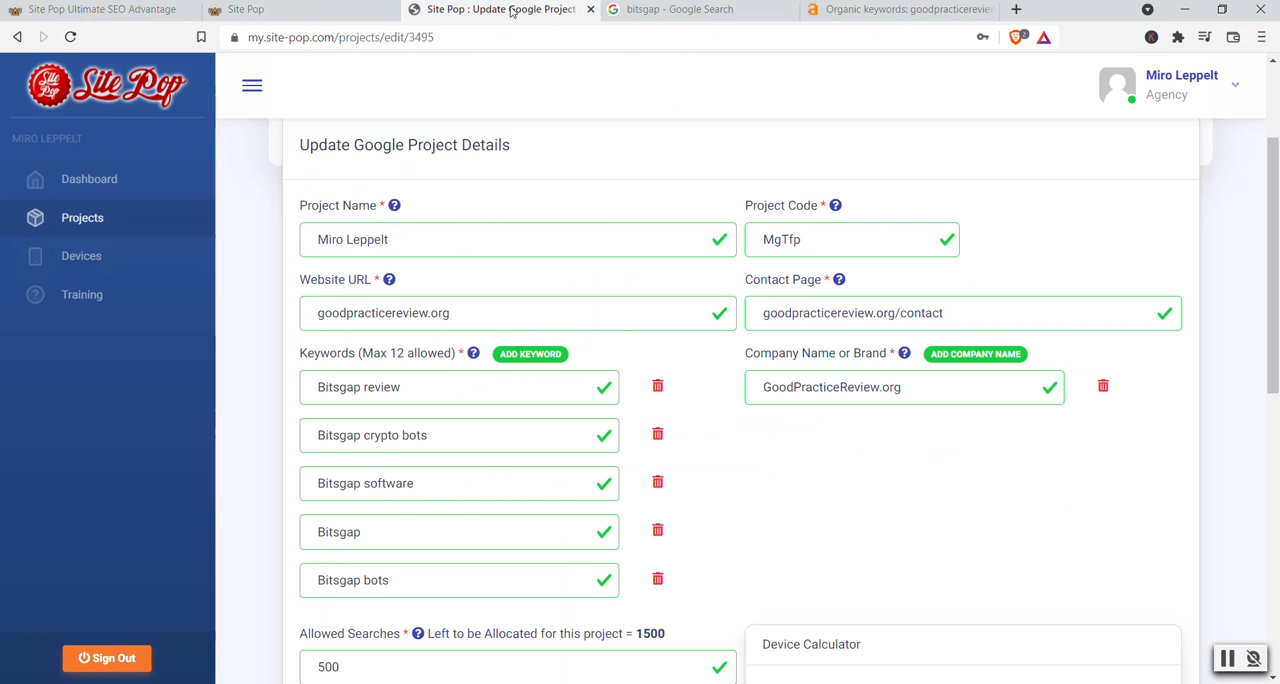 Site Pop Ultimate SEO Advantage
Site Pop
Site Pop : Update Google Project
bitsgap - Google Search
Organic keywords: goodpracticereview
my.site-pop.com/projects/edit/3495
2
K
Site Pop
Site Pop
Miro Leppelt
Agency
MIRO LEPPELT
Dashboard
Projects
Devices
Training
Sign Out
Update Google Project Details
Project Name * ?
Project Code * ?
Miro Leppelt
MgTfp
Website URL * ?
Contact Page * ?
goodpracticereview.org
goodpracticereview.org/contact
Keywords (Max 12 allowed) * ? ADD KEYWORD
Company Name or Brand * ? ADD COMPANY NAME
Bitsgap review
GoodPracticeReview.org
Bitsgap crypto bots
Bitsgap software
Bitsgap
Bitsgap bots
Allowed Searches * ? Left to be Allocated for this project = 1500
Device Calculator
500